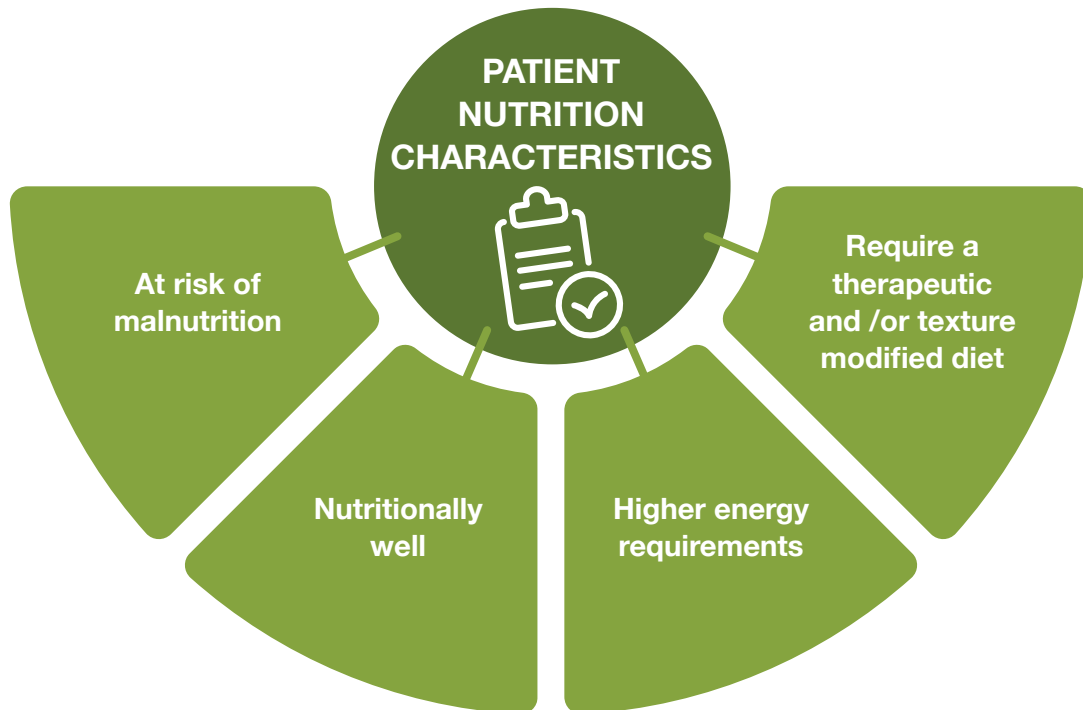 PATIENT
NUTRITION
CHARACTERISTICS
At risk of
malnutrition
Nutritionally
well
Higher energy
requirements
Require a
therapeutic
and /or texture
modified diet